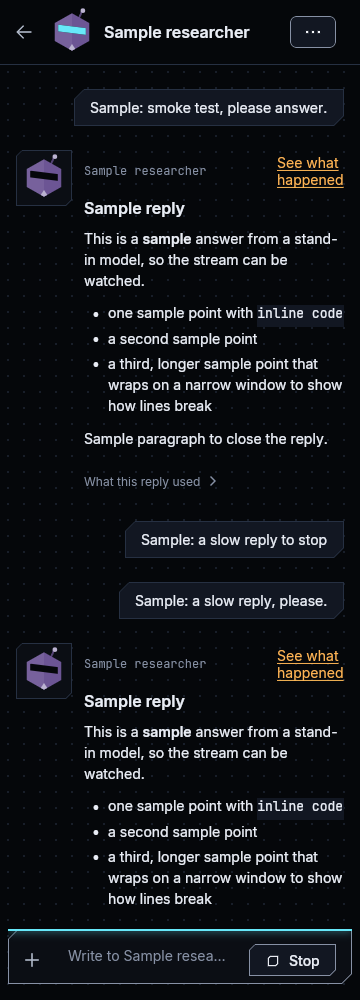 Sample researcher
Sample: smoke test, please answer.
Sample researcher
See what
happened
Sample reply
This is a sample answer from a stand-
in model, so the stream can be
watched.
• one sample point with inline code
• a second sample point
• a third, longer sample point that
wraps on a narrow window to show
how lines break
Sample paragraph to close the reply.
What this reply used
Sample: a slow reply to stop
Sample: a slow reply, please.
Sample researcher
See what
happened
Sample reply
This is a sample answer from a stand-
in model, so the stream can be
watched.
• one sample point with inline code
• a second sample point
• a third, longer sample point that
wraps on a narrow window to show
how lines break
Write to Sample resea...
Stop